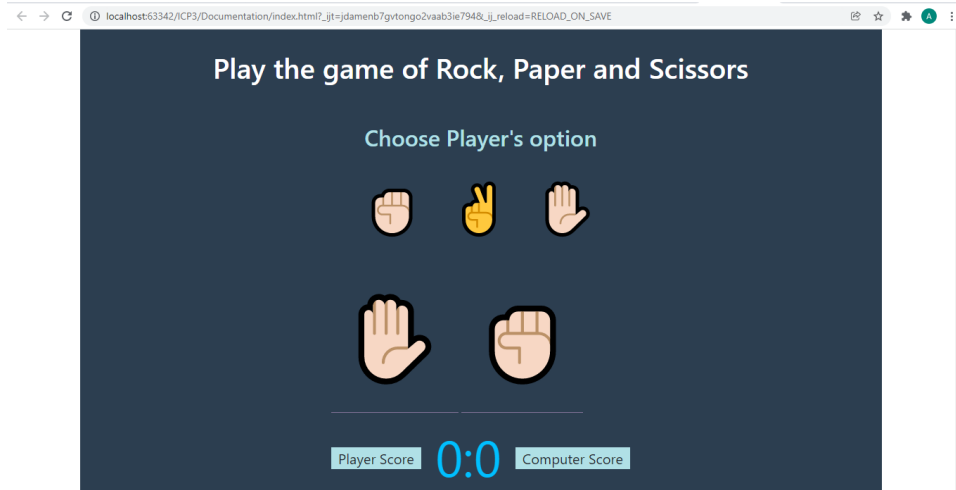 localhost:63342/ICP3/Documentation/index.html?_ijt=jdamenb7gvtongo2vaab3ie794&_ij_reload=RELOAD_ON_SAVE
A
Play the game of Rock, Paper and Scissors
Choose Player's option
Player Score 0:0 Computer Score